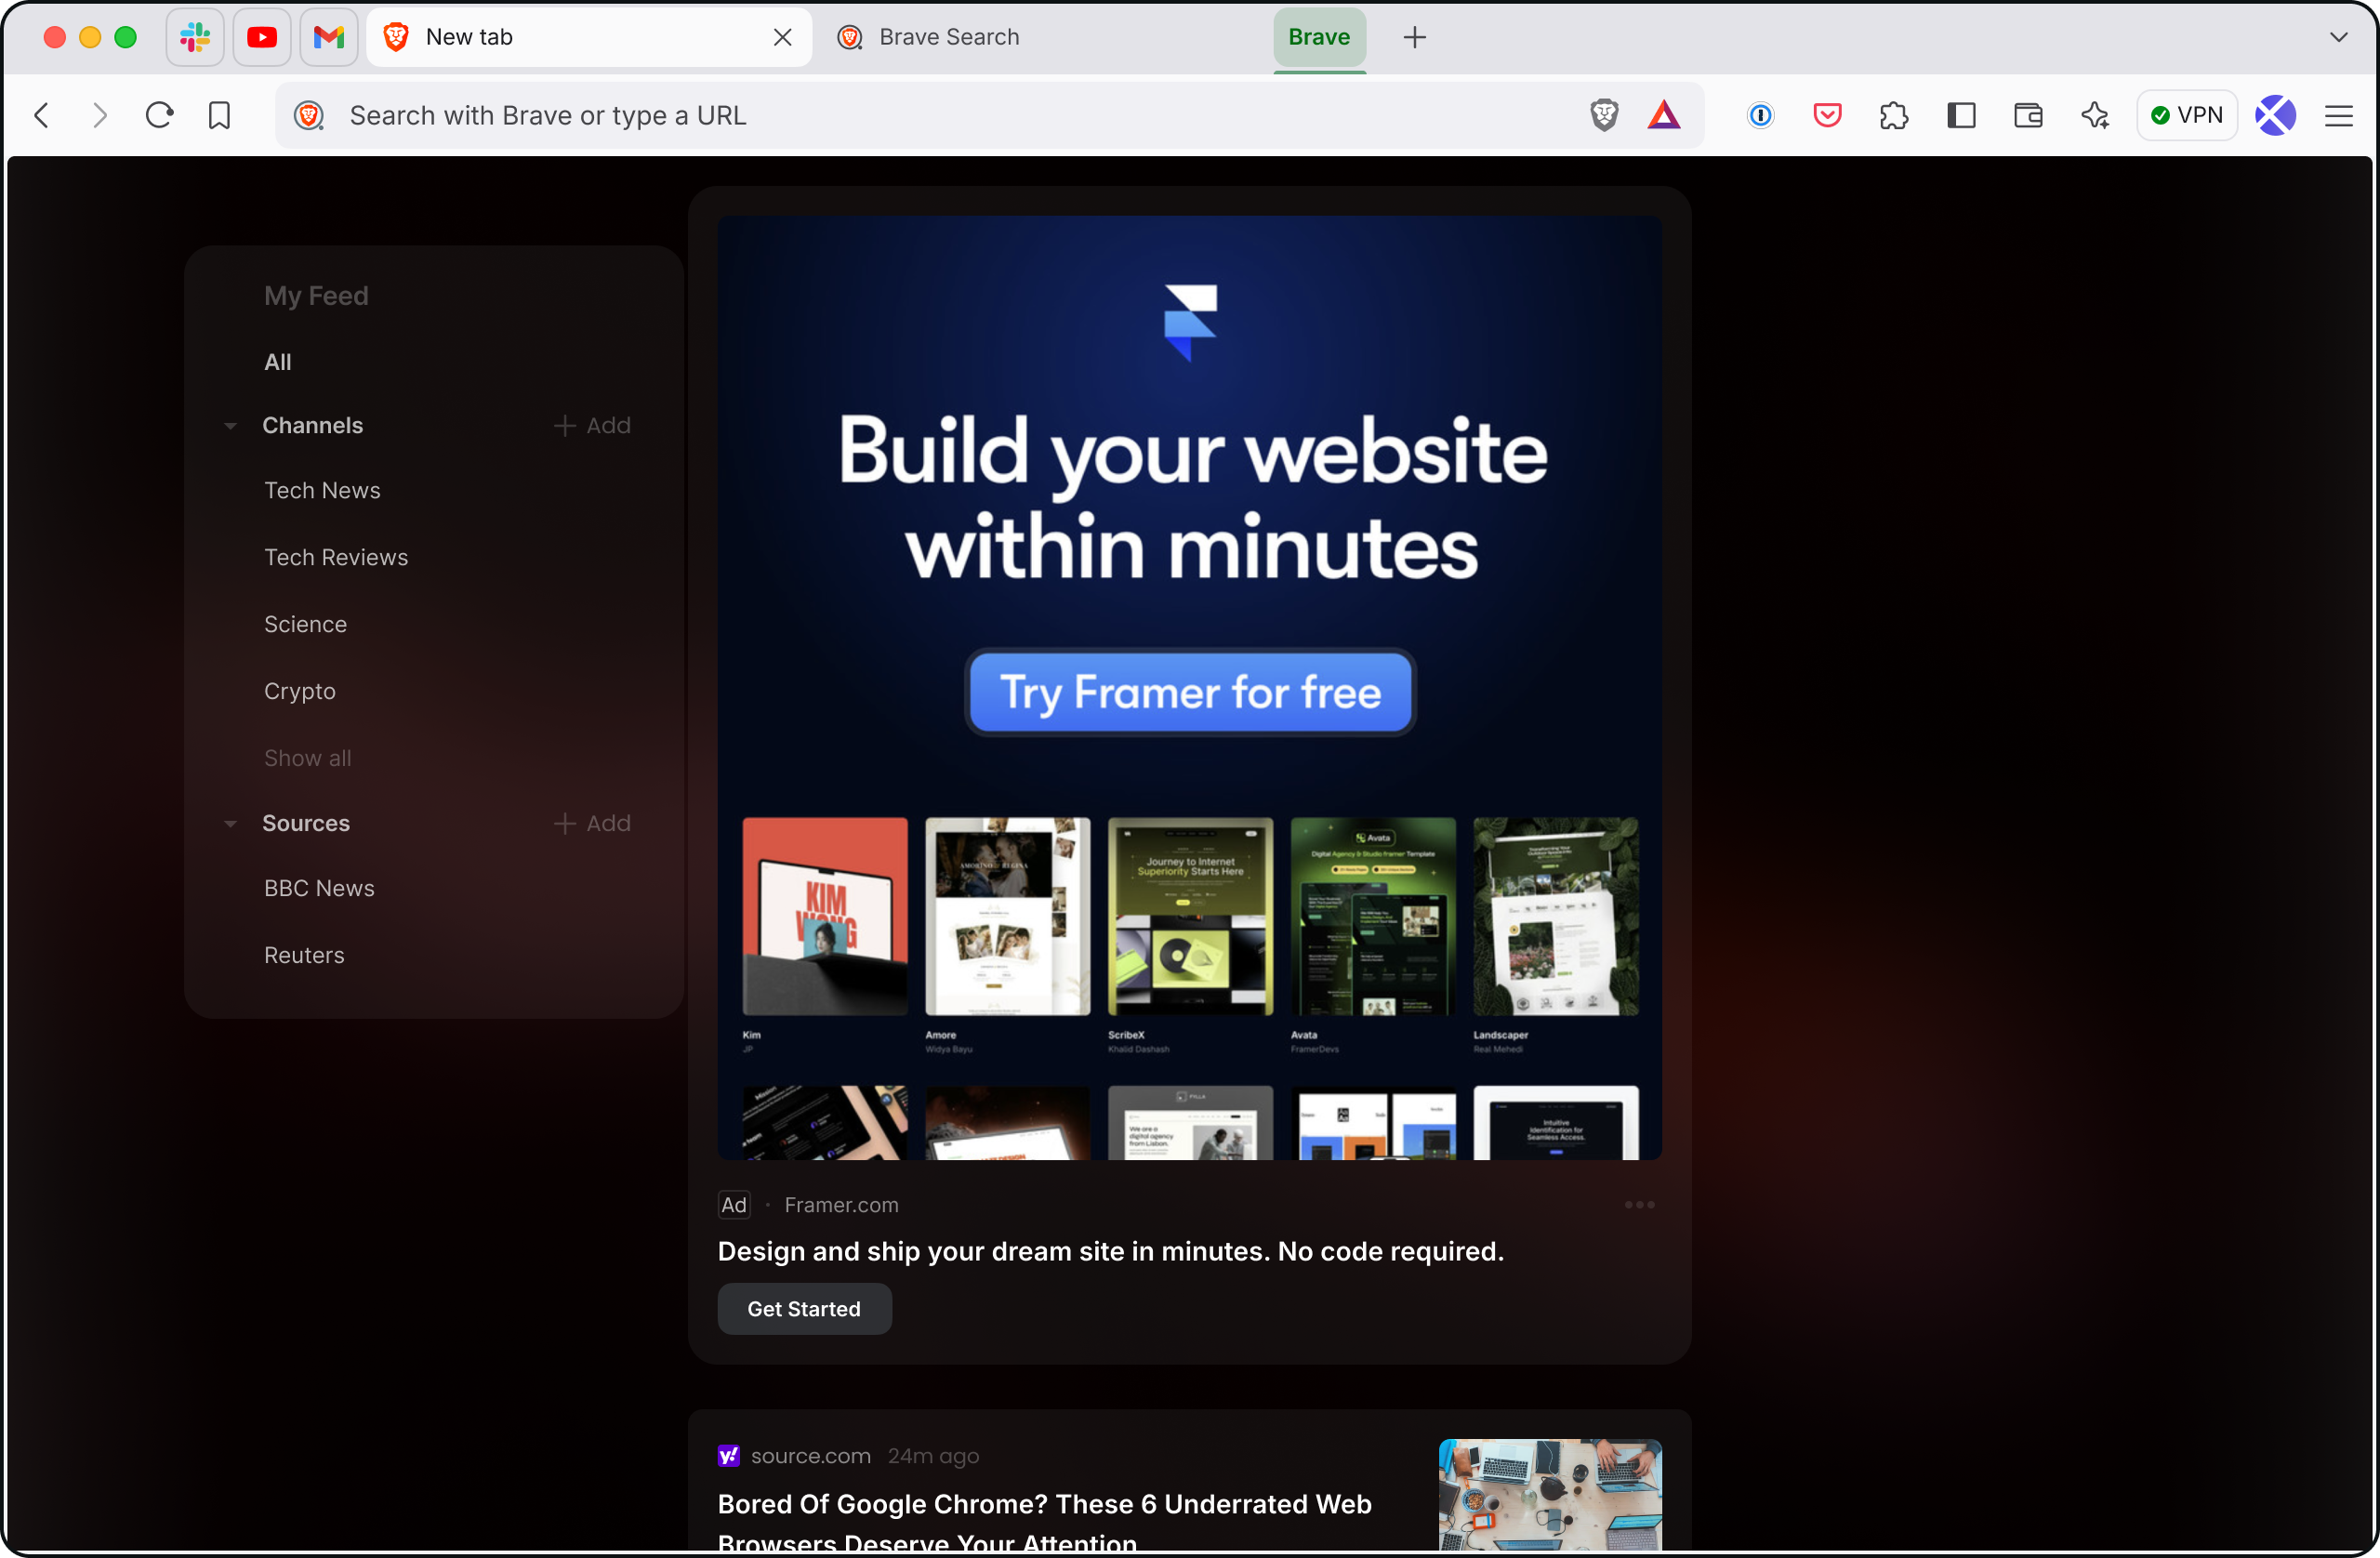 New tab
Brave Search
Brave
Search with Brave or type a URL
VPN
My Feed
All
Channels
Add
Tech News
Tech Reviews
Science
Crypto
Show all
Sources
Add
BBC News
Reuters
Build your website
within minutes
Try Framer for free
KIM
WONG
Journey to Internet
Superiority Starts Here
Avata
Digital Agency & Studio Framer Template
Kim
JP
Amore
Widya Bayu
ScribeX
Khalid Dashash
Avata
FramerDevs
Landscaper
Real Mehedi
Mission
We are a
digital agency
from Lisbon.
Intuitive
Identification for
Seamless Access.
Ad · Framer.com
Design and ship your dream site in minutes. No code required.
Get Started
source.com 24m ago
Bored Of Google Chrome? These 6 Underrated Web
Browsers Deserve Your Attention